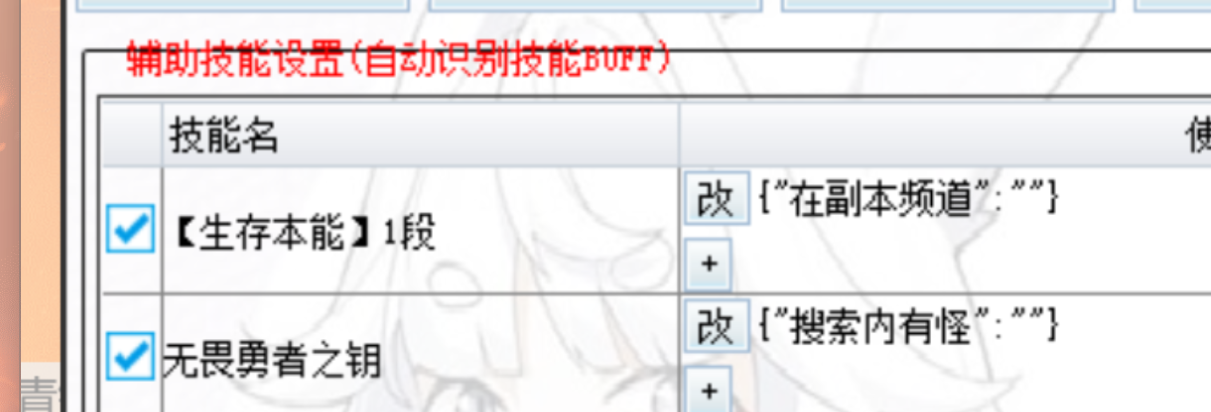 辅助技能设置(自动识别技能BUFF)
技能名 使
【生存本能】1段 改 {"在副本频道":""}
+
无畏勇者之钥 改 {"搜索内有怪":""}
+
青